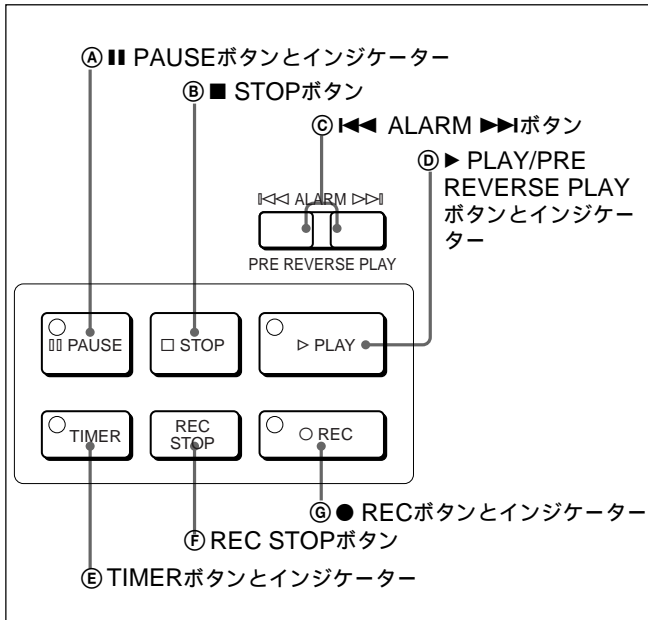 Ⓐ ❚❚ PAUSEボタンとインジケーター
Ⓑ ■ STOPボタン
Ⓒ |◀◀ ALARM ▶▶|ボタン
Ⓓ ▶ PLAY/PRE
REVERSE PLAY
ボタンとインジケー
ター
|◁◁ ALARM ▷▷|
PRE REVERSE PLAY
▯▯ PAUSE
□ STOP
▷ PLAY
TIMER
REC
STOP
○ REC
Ⓖ ● RECボタンとインジケーター
Ⓕ REC STOPボタン
Ⓔ TIMERボタンとインジケーター